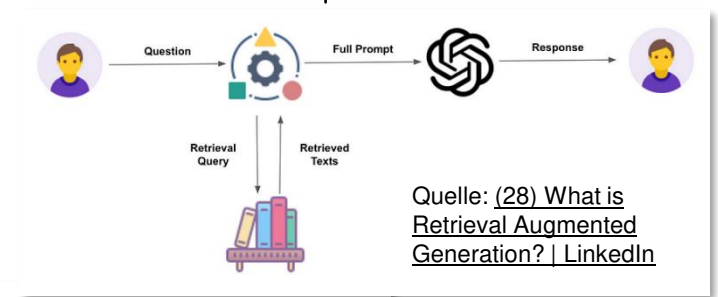 Question
Full Prompt
Response
Retrieval
Query
Retrieved
Texts
Quelle: (28) What is
Retrieval Augmented
Generation? | LinkedIn